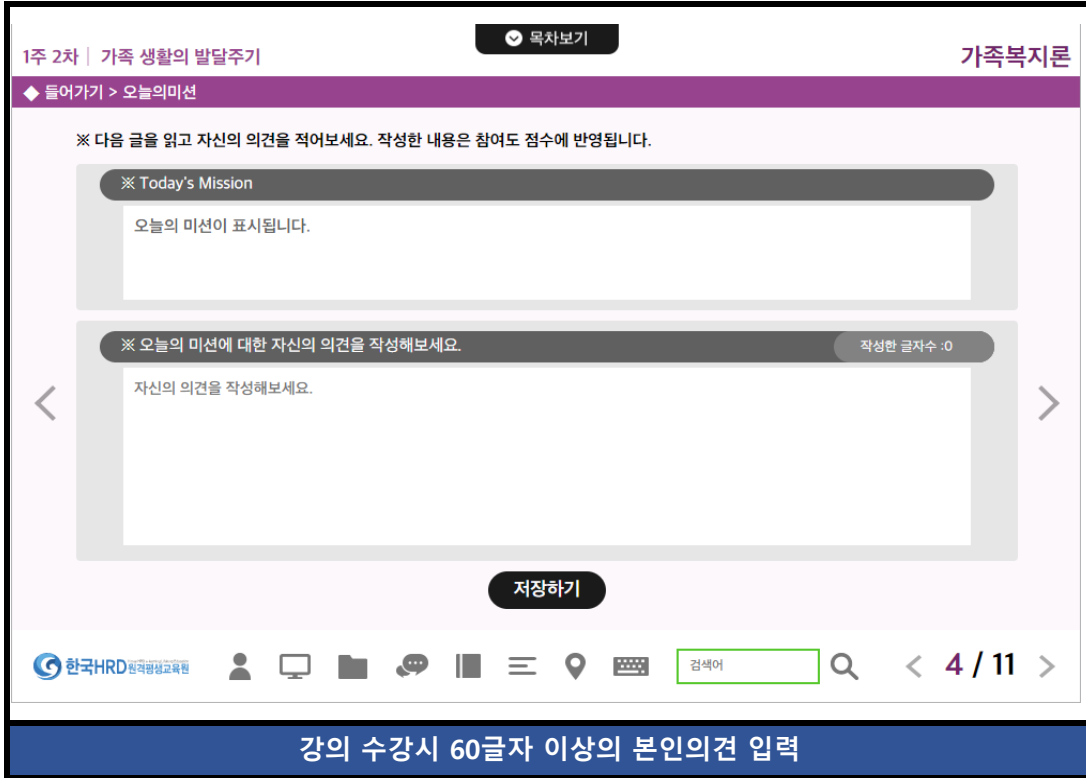 목차보기
1주 2차 | 가족 생활의 발달주기
가족복지론
◆ 들어가기 > 오늘의미션
※ 다음 글을 읽고 자신의 의견을 적어보세요. 작성한 내용은 참여도 점수에 반영됩니다.
※ Today's Mission
오늘의 미션이 표시됩니다.
※ 오늘의 미션에 대한 자신의 의견을 작성해보세요.
작성한 글자수 :0
자신의 의견을 작성해보세요.
저장하기
한국HRD원격평생교육원
검색어
< 4 / 11 >
강의 수강시 60글자 이상의 본인의견 입력